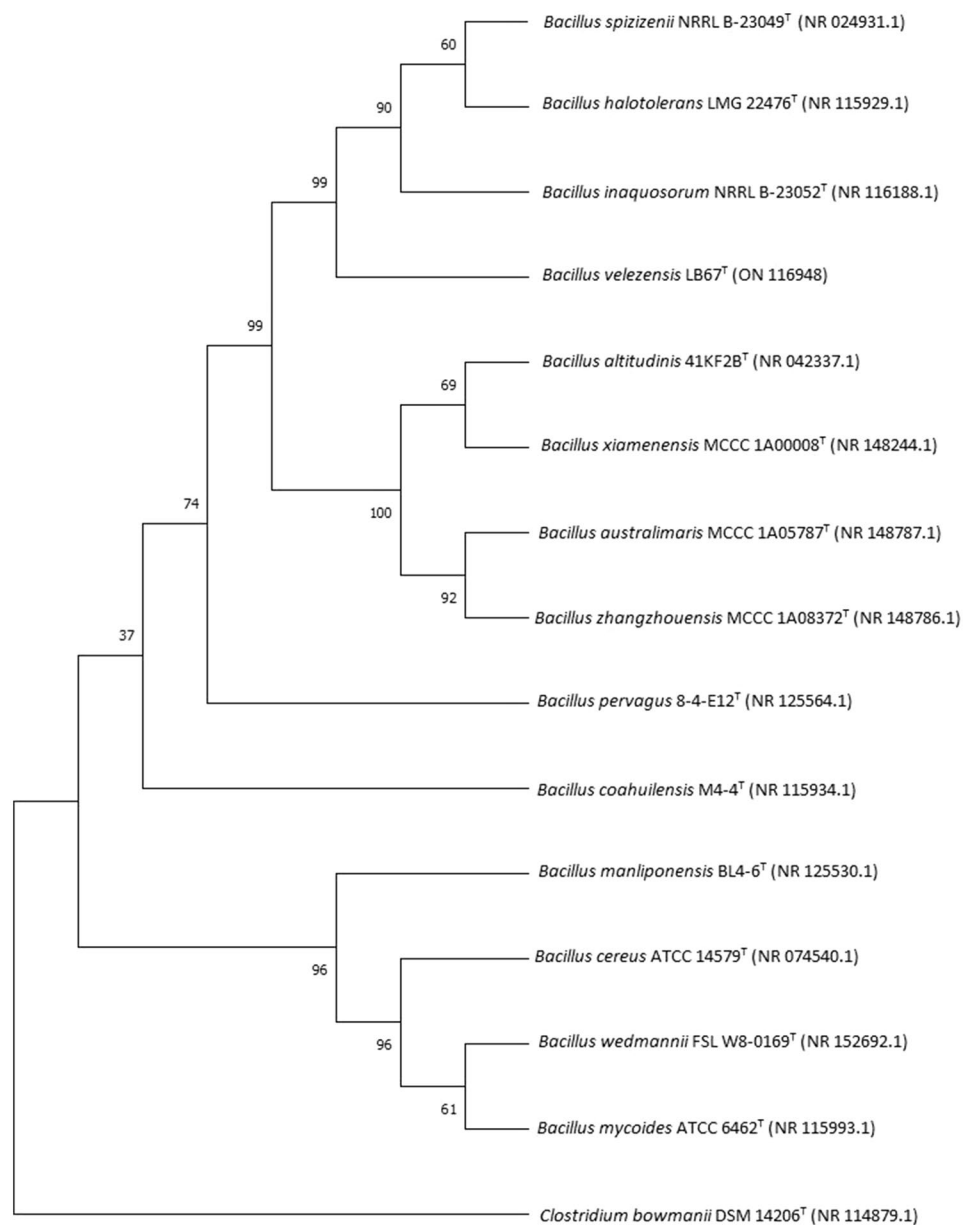 Bacillus spizizenii NRRL B-23049ᵀ (NR 024931.1)
60
90
Bacillus halotolerans LMG 22476ᵀ (NR 115929.1)
99
Bacillus inaquosorum NRRL B-23052ᵀ (NR 116188.1)
Bacillus velezensis LB67ᵀ (ON 116948)
99
Bacillus altitudinis 41KF2Bᵀ (NR 042337.1)
69
Bacillus xiamenensis MCCC 1A00008ᵀ (NR 148244.1)
74
100
Bacillus australimaris MCCC 1A05787ᵀ (NR 148787.1)
92
Bacillus zhangzhouensis MCCC 1A08372ᵀ (NR 148786.1)
37
Bacillus pervagus 8-4-E12ᵀ (NR 125564.1)
Bacillus coahuilensis M4-4ᵀ (NR 115934.1)
Bacillus manliponensis BL4-6ᵀ (NR 125530.1)
Bacillus cereus ATCC 14579ᵀ (NR 074540.1)
96
96
Bacillus wedmannii FSL W8-0169ᵀ (NR 152692.1)
61
Bacillus mycoides ATCC 6462ᵀ (NR 115993.1)
Clostridium bowmanii DSM 14206ᵀ (NR 114879.1)